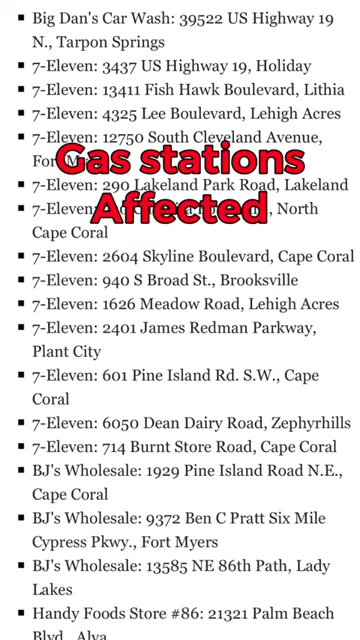 Big Dan's Car Wash: 39522 US Highway 19
N., Tarpon Springs
7-Eleven: 3437 US Highway 19, Holiday
7-Eleven: 13411 Fish Hawk Boulevard, Lithia
7-Eleven: 4325 Lee Boulevard, Lehigh Acres
7-Eleven: 12750 South Cleveland Avenue,
Fort
Gas stations
7-Eleven: 290 Lakeland Park Road, Lakeland
Affected
7-Eleven: North
Cape Coral
7-Eleven: 2604 Skyline Boulevard, Cape Coral
7-Eleven: 940 S Broad St., Brooksville
7-Eleven: 1626 Meadow Road, Lehigh Acres
7-Eleven: 2401 James Redman Parkway,
Plant City
7-Eleven: 601 Pine Island Rd. S.W., Cape
Coral
7-Eleven: 6050 Dean Dairy Road, Zephyrhills
7-Eleven: 714 Burnt Store Road, Cape Coral
BJ's Wholesale: 1929 Pine Island Road N.E.,
Cape Coral
BJ's Wholesale: 9372 Ben C Pratt Six Mile
Cypress Pkwy., Fort Myers
BJ's Wholesale: 13585 NE 86th Path, Lady
Lakes
Handy Foods Store #86: 21321 Palm Beach
Blvd., Alva